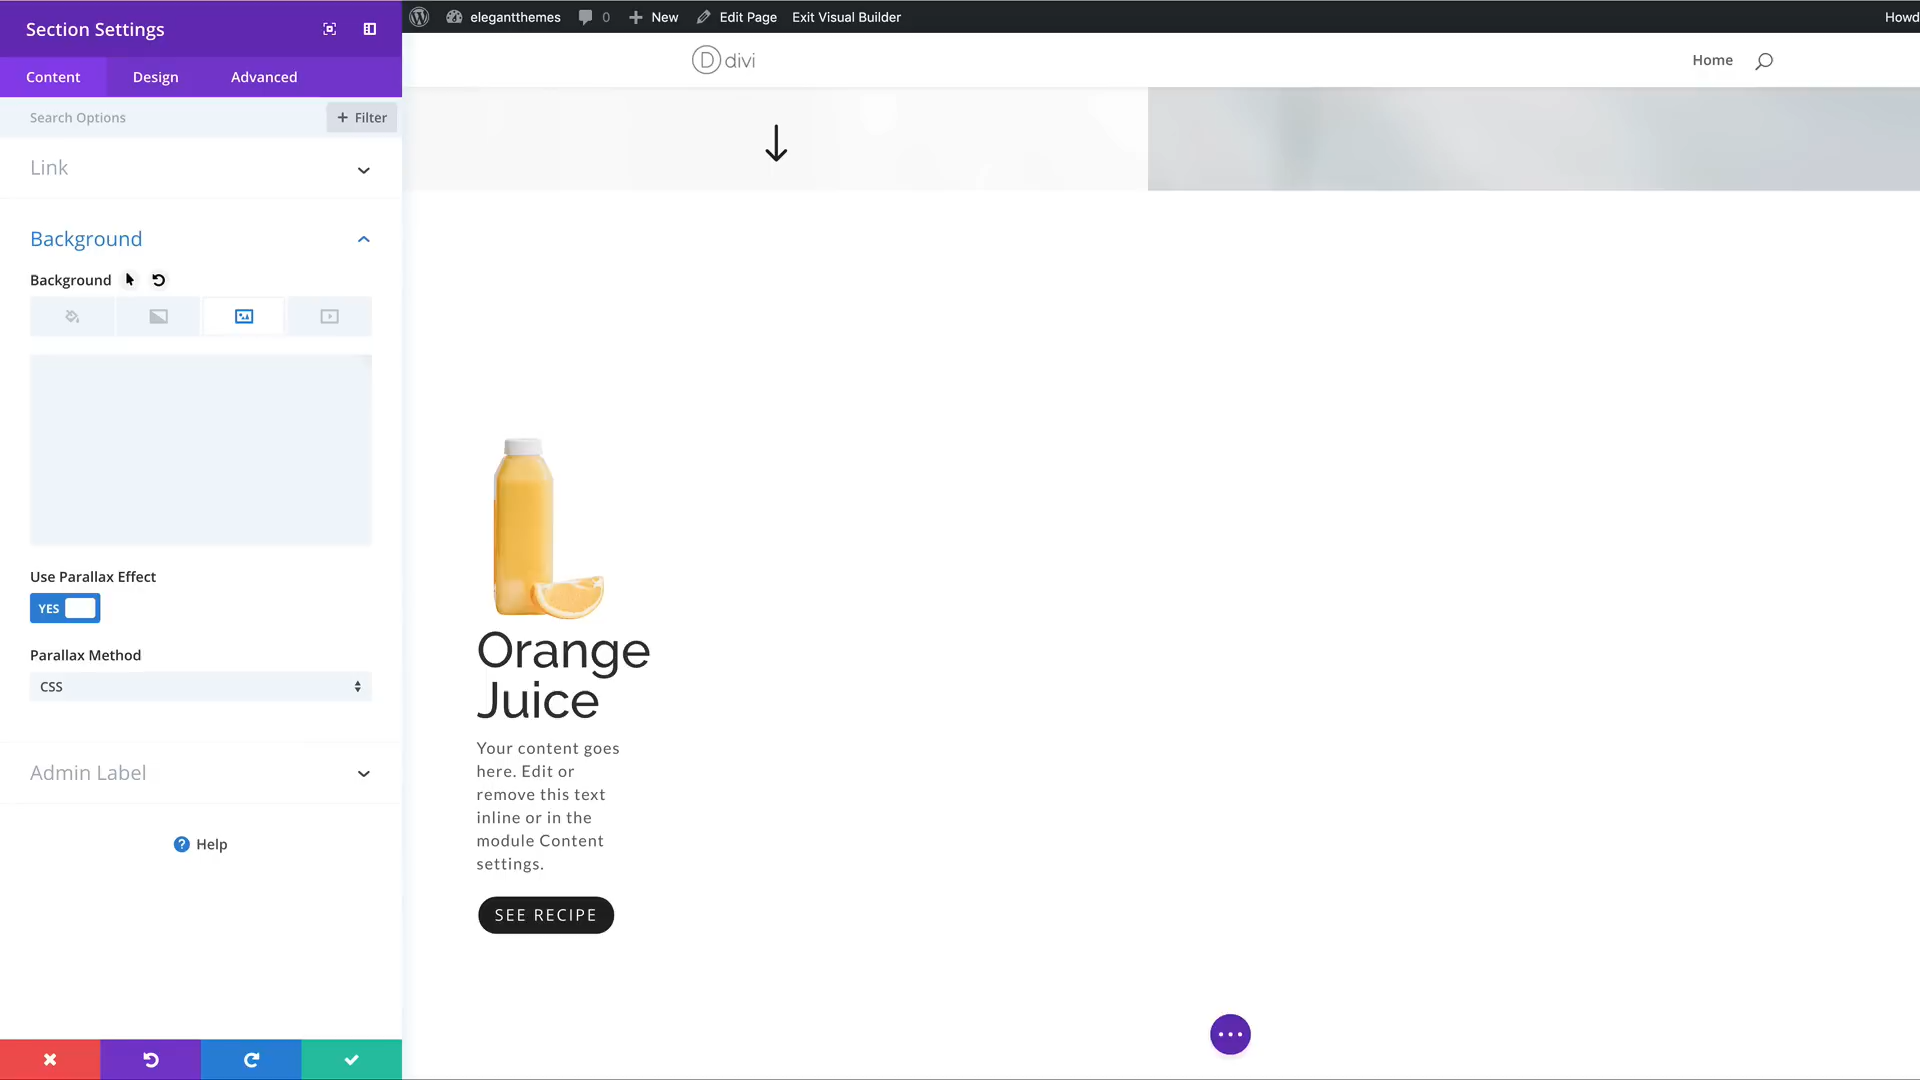 Section Settings
elegantthemes
0
New
Edit Page
Exit Visual Builder
Howd
Content
Design
Advanced
D divi
Home
Search Options
+ Filter
Link
Background
Background
Use Parallax Effect
YES
Parallax Method
CSS
Admin Label
? Help
Orange
Juice
Your content goes
here. Edit or
remove this text
inline or in the
module Content
settings.
SEE RECIPE